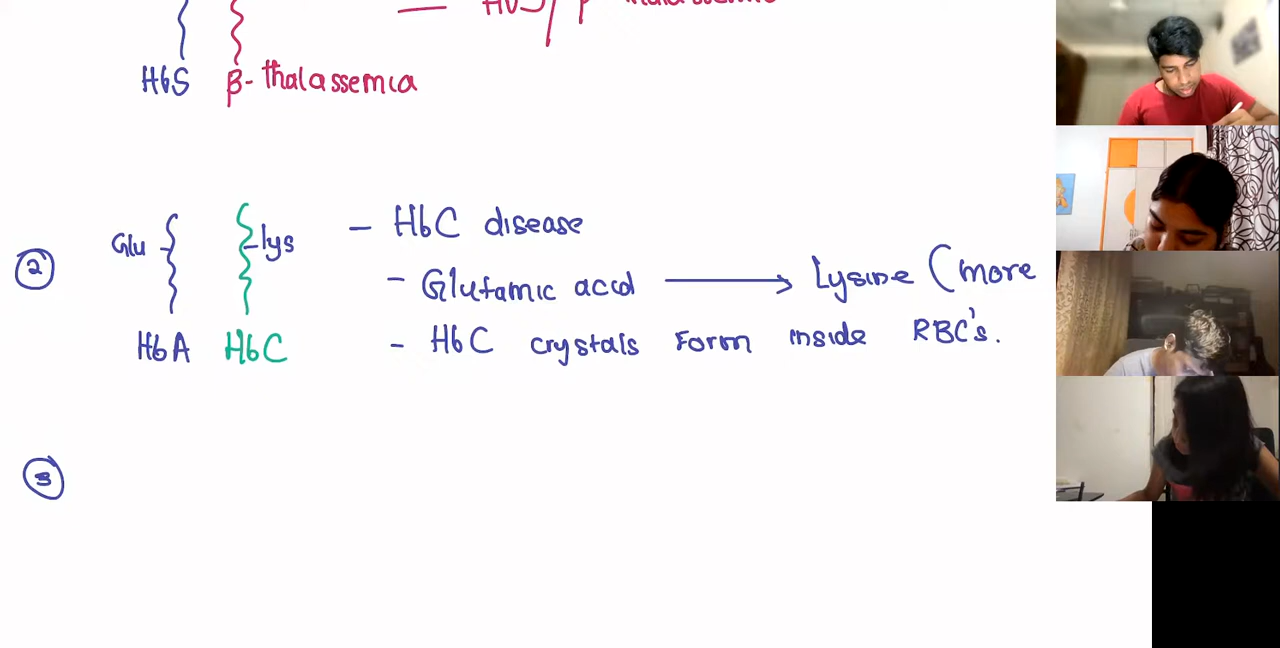 HbS β-thalassemia
② Glu lys – HbC disease
– Glutamic acid ⟶ Lysine (more
HbA HbC – HbC crystals form inside RBC's.
③